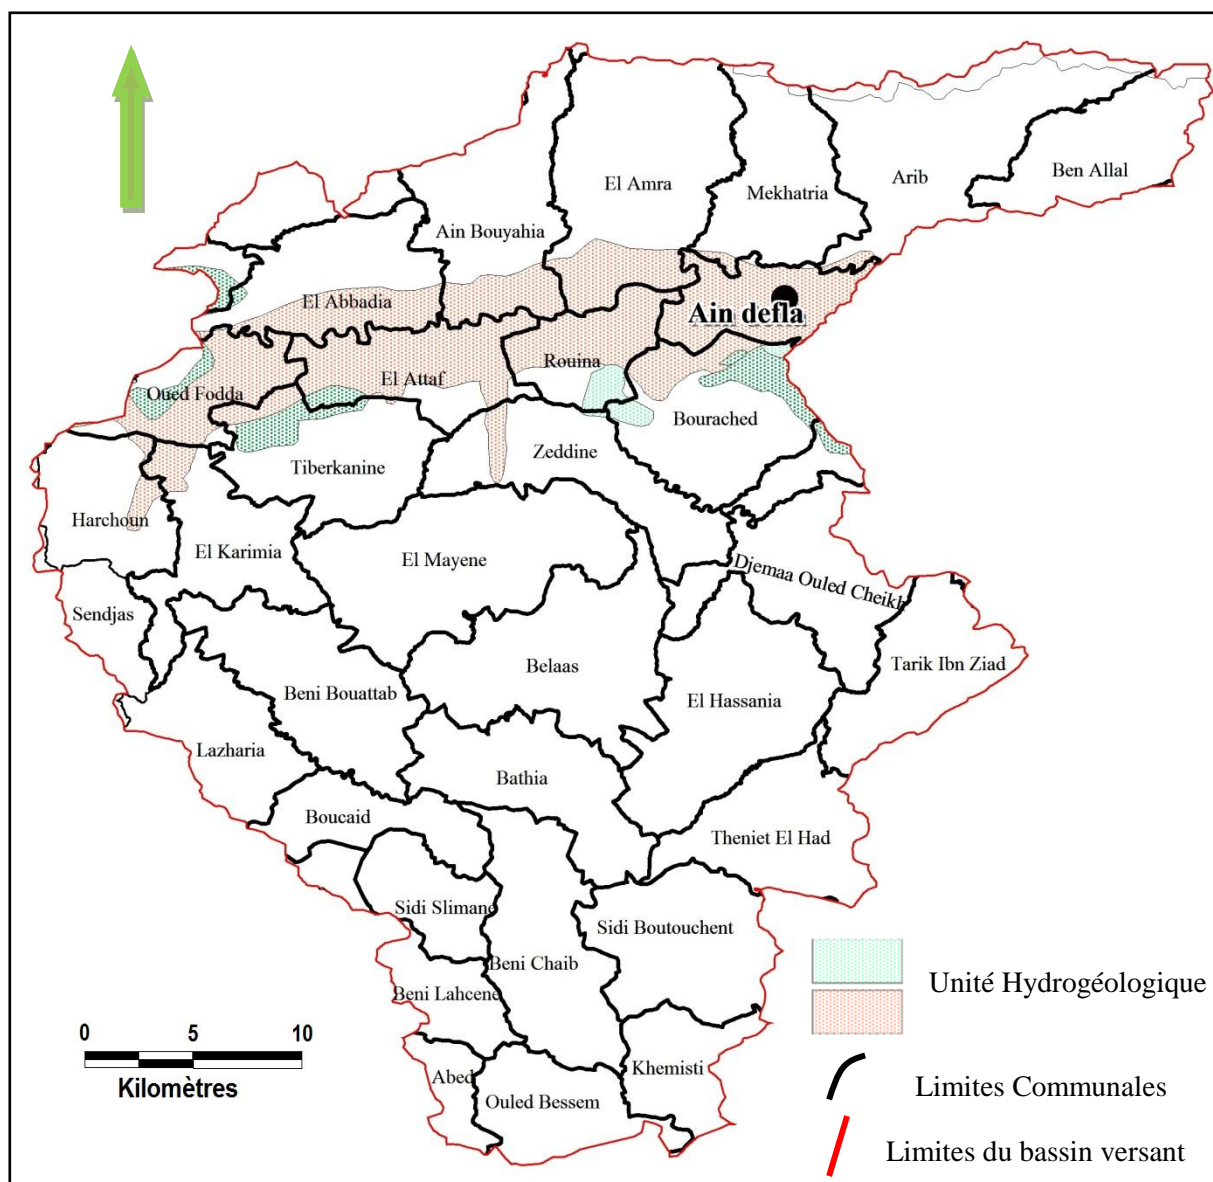 El Amra
Mekhatria
Arib
Ben Allal
Ain Bouyahia
El Abbadia
Ain defla
Rouina
El Attaf
Oued Fodda
Bourached
Zeddine
Tiberkanine
Harchoun
El Karimia
El Mayene
Djemaa Ouled Cheikh
Sendjas
Belaas
Tarik Ibn Ziad
Beni Bouattab
El Hassania
Lazharia
Bathia
Boucaid
Theniet El Had
Sidi Slimane
Sidi Boutouchent
Beni Chaib
Beni Lahcene
Khemisti
Abed
Ouled Bessem
0 5 10
Kilomètres
Unité Hydrogéologique
Limites Communales
Limites du bassin versant